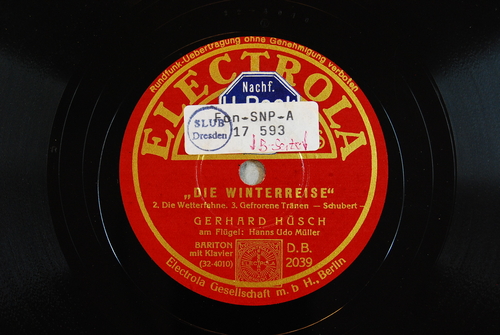 Rundfunk-Uebertragung ohne Genehmigung verboten
ELECTROLA
Nachf.
Fon-SNP-A
17 593
SLUB
Dresden
B-Seite
„DIE WINTERREISE"
2. Die Wetterfahne. 3. Gefrorene Tränen — Schubert —
GERHARD HÜSCH
am Flügel: Hanns Udo Müller
BARITON
mit Klavier
(32-4010)
D.B.
2039
Electrola Gesellschaft m. b H., Berlin